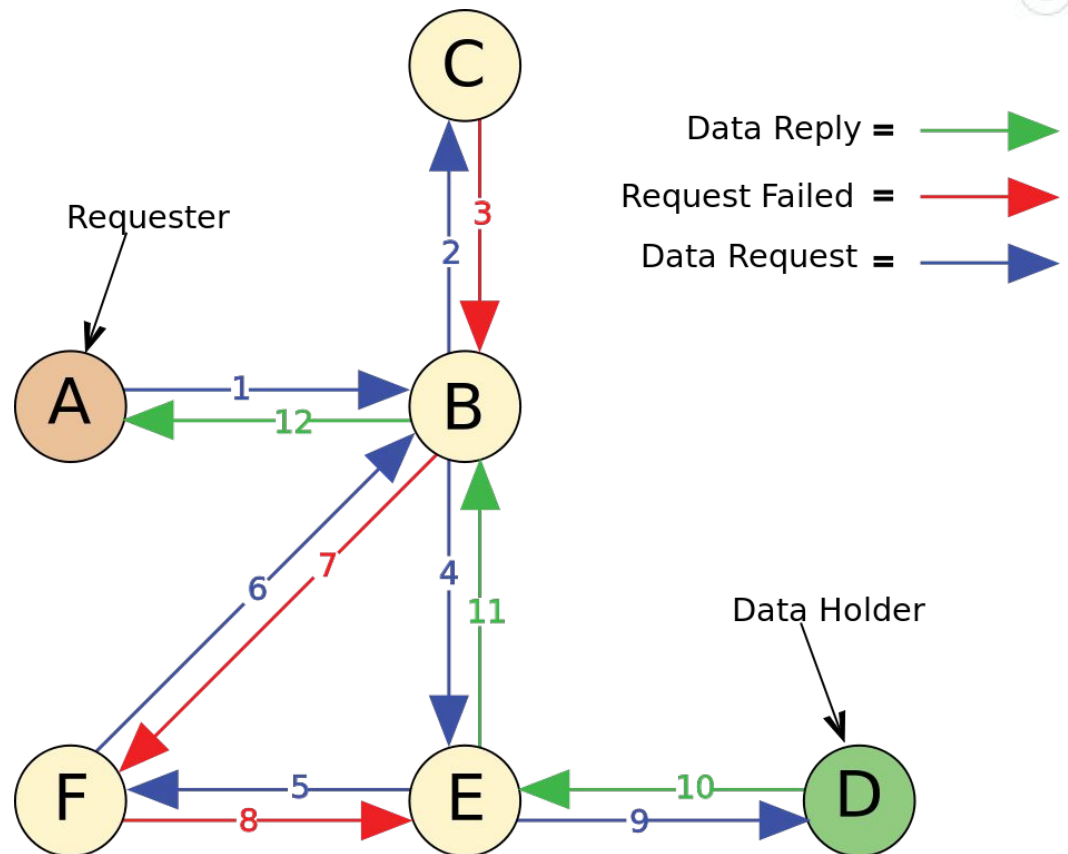 C
Data Reply =
Request Failed =
Data Request =
Requester
3
2
A
1
12
B
7
6
4
11
Data Holder
F
5
8
E
10
9
D